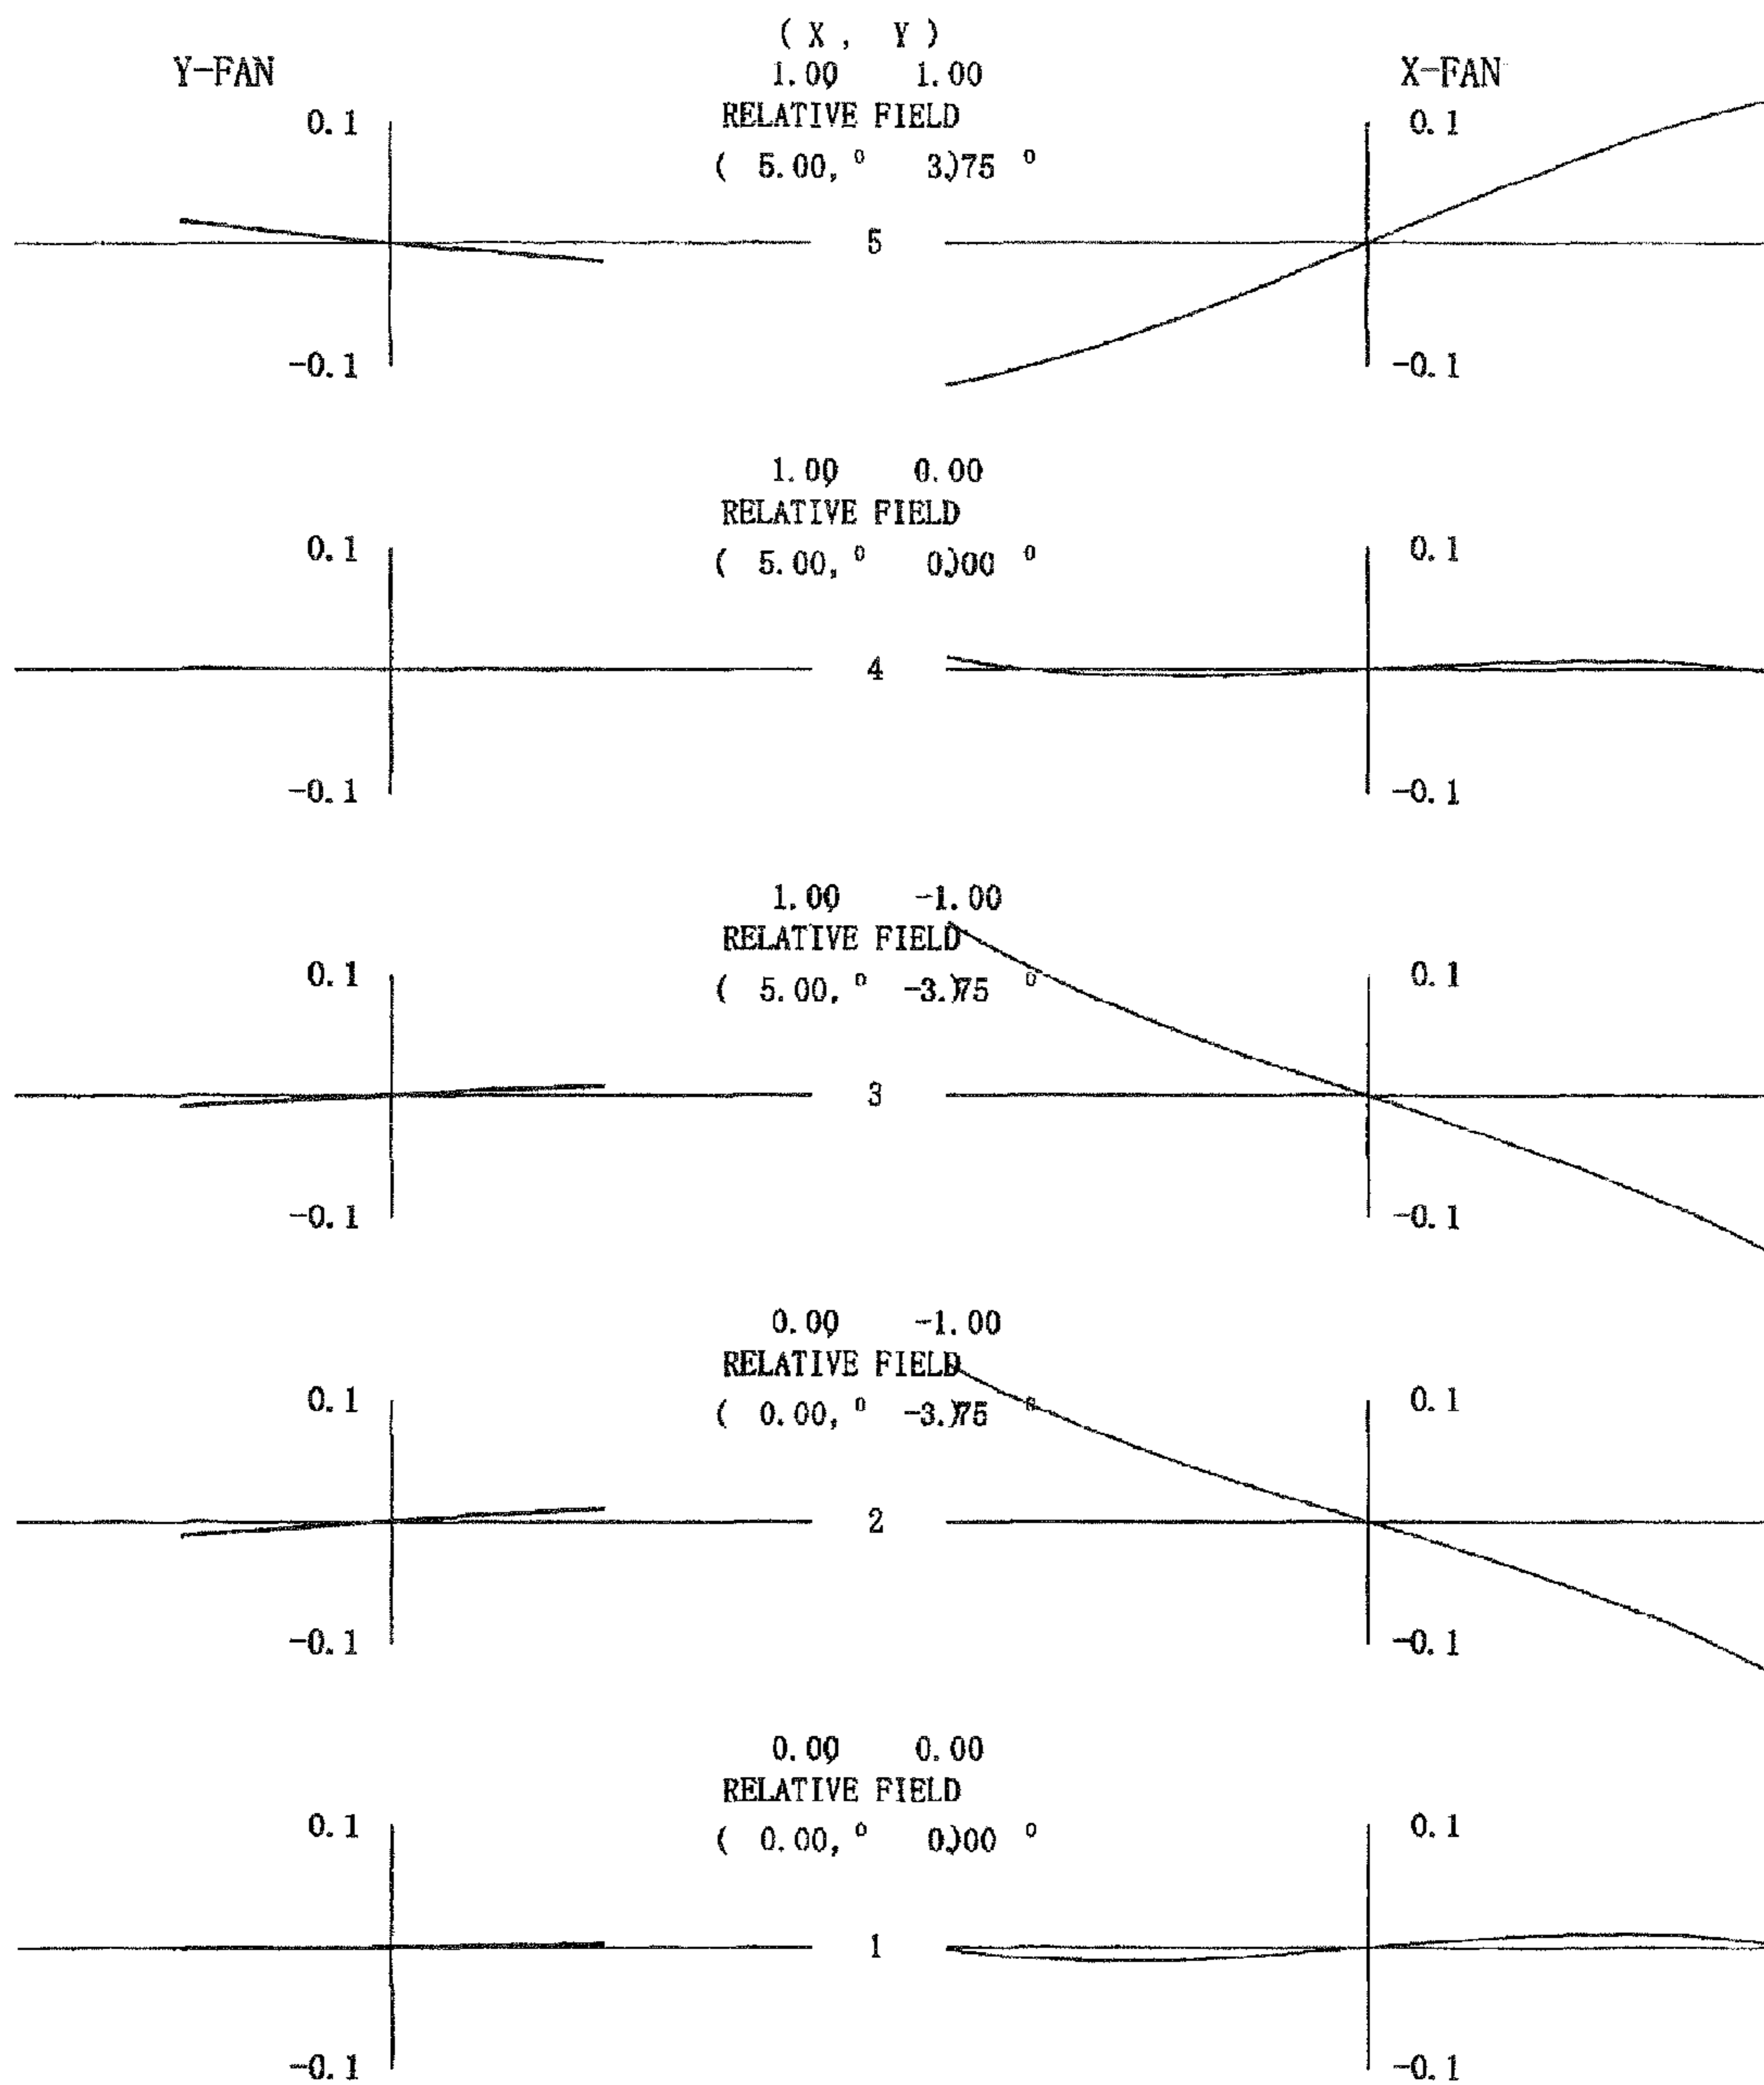 ( X , Y )
Y-FAN 1.00, 1.00 X-FAN
0.1 RELATIVE FIELD 0.1
( 5.00, ° 3.)75 °
5
-0.1 -0.1
1.00, 0.00
RELATIVE FIELD
0.1 ( 5.00, ° 0.)00 ° 0.1
4
-0.1 -0.1
1.00, -1.00
RELATIVE FIELD
0.1 ( 5.00, ° -3.)75 ° 0.1
3
-0.1 -0.1
0.00, -1.00
RELATIVE FIELD
0.1 ( 0.00, ° -3.)75 ° 0.1
2
-0.1 -0.1
0.00, 0.00
RELATIVE FIELD
0.1 ( 0.00, ° 0.)00 ° 0.1
1
-0.1 -0.1